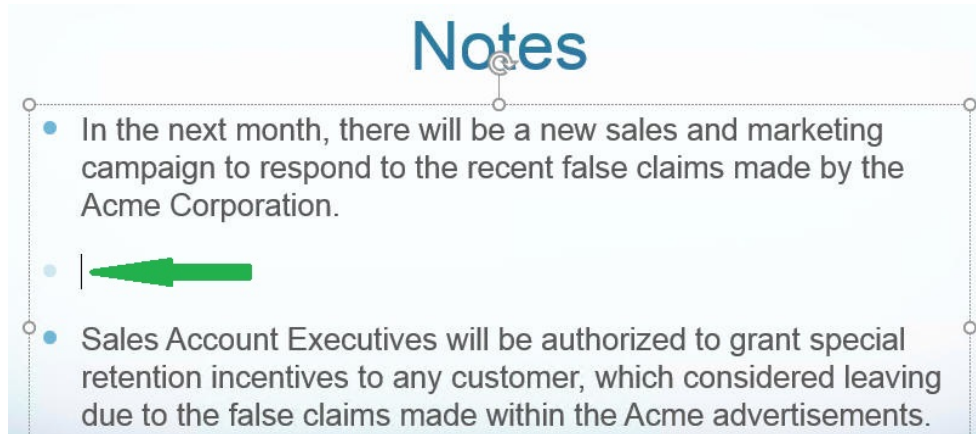 Notes
In the next month, there will be a new sales and marketing
campaign to respond to the recent false claims made by the
Acme Corporation.
Sales Account Executives will be authorized to grant special
retention incentives to any customer, which considered leaving
due to the false claims made within the Acme advertisements.